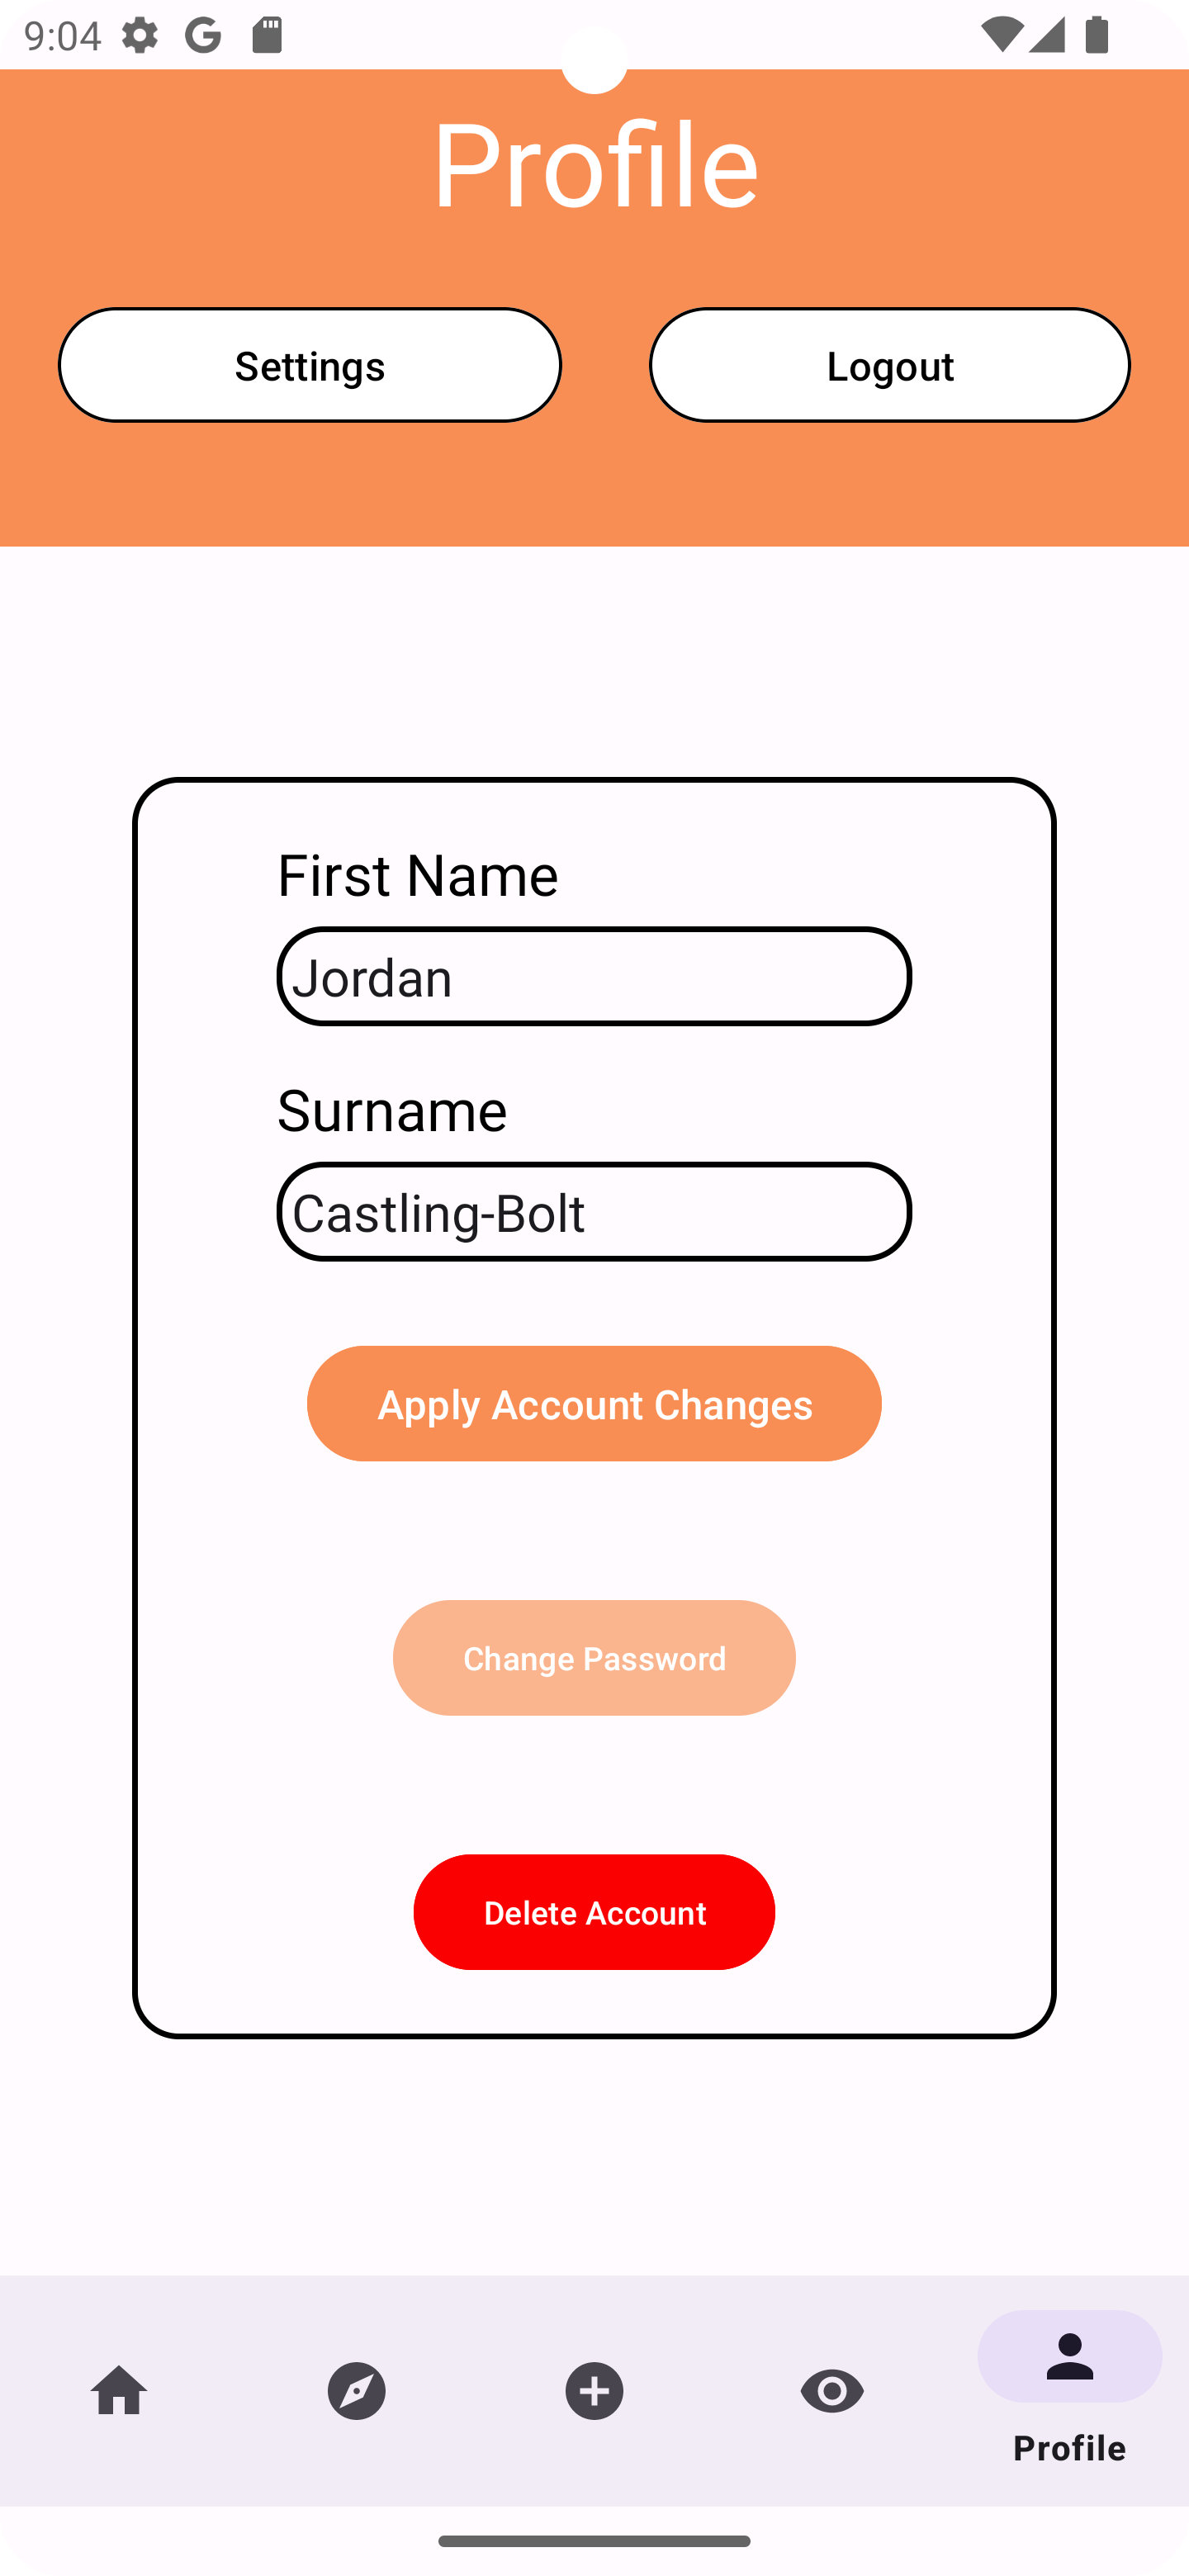 9:04
Profile
Settings
Logout
First Name
Jordan
Surname
Castling-Bolt
Apply Account Changes
Change Password
Delete Account
Profile